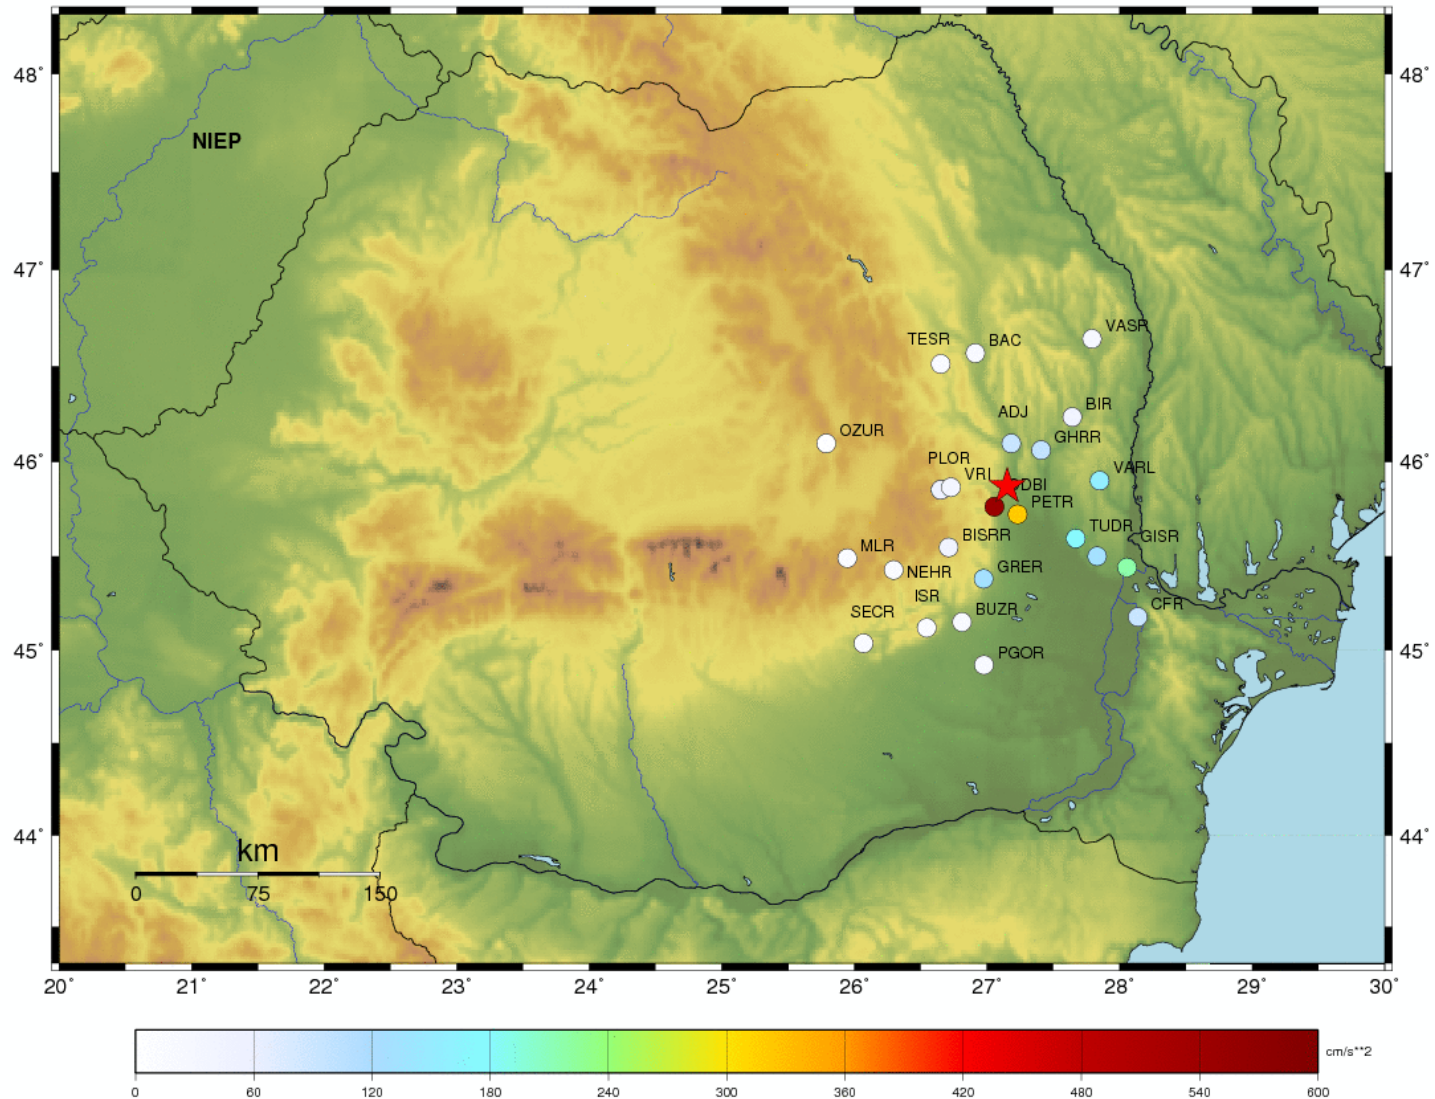 48° 48°
NIEP
47° 47°
VASR
TESR BAC
BIR
ADJ
OZUR GHRR
46° 46°
PLOR VRI VARL
ODBI
PETR
TUDR GISR
BISRR
MLR
GRER
NEHR
ISR
SECR BUZR CFR
45° 45°
PGOR
44° 44°
km
0 75 150
20° 21° 22° 23° 24° 25° 26° 27° 28° 29° 30°
cm/s**2
0 60 120 180 240 300 360 420 480 540 600